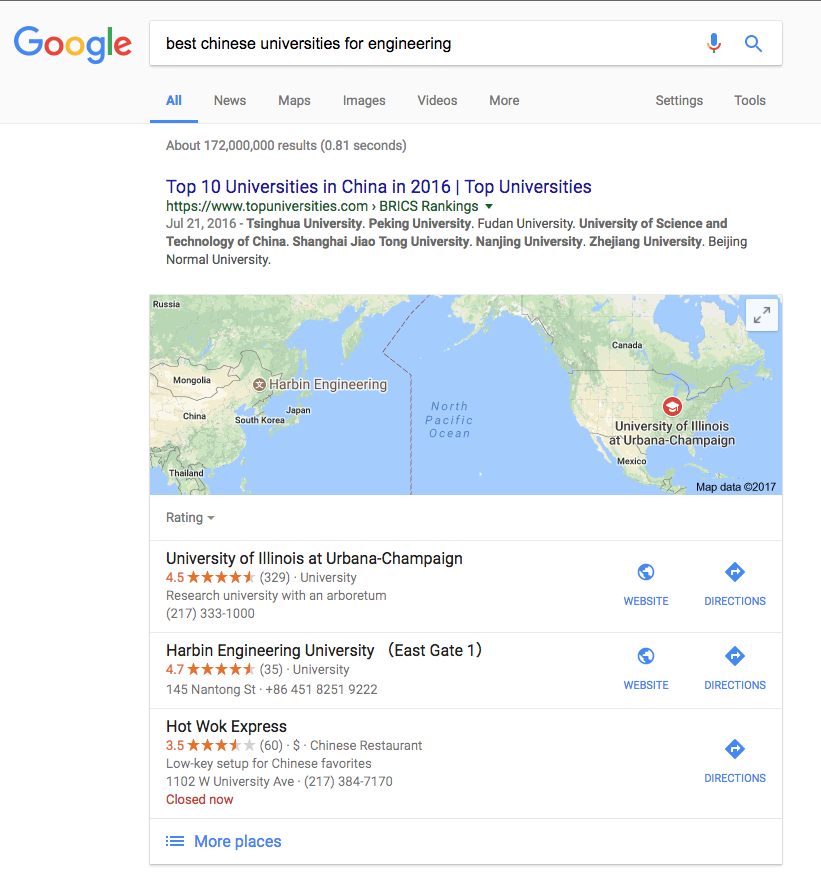 Google
best chinese universities for engineering
All News Maps Images Videos More Settings Tools
About 172,000,000 results (0.81 seconds)
Top 10 Universities in China in 2016 | Top Universities
https://www.topuniversities.com › BRICS Rankings
Jul 21, 2016 - Tsinghua University. Peking University. Fudan University. University of Science and
Technology of China. Shanghai Jiao Tong University. Nanjing University. Zhejiang University. Beijing
Normal University.
Russia
Canada
Mongolia
文 Harbin Engineering
China
Japan
South Korea
North
Pacific
Ocean
University of Illinois
at Urbana-Champaign
Mexico
Thailand
Map data ©2017
Rating
University of Illinois at Urbana-Champaign
4.5 (329) · University
Research university with an arboretum
(217) 333-1000
WEBSITE DIRECTIONS
Harbin Engineering University （East Gate 1）
4.7 (35) · University
145 Nantong St · +86 451 8251 9222
WEBSITE DIRECTIONS
Hot Wok Express
3.5 (60) · $ · Chinese Restaurant
Low-key setup for Chinese favorites
1102 W University Ave · (217) 384-7170
Closed now
DIRECTIONS
More places